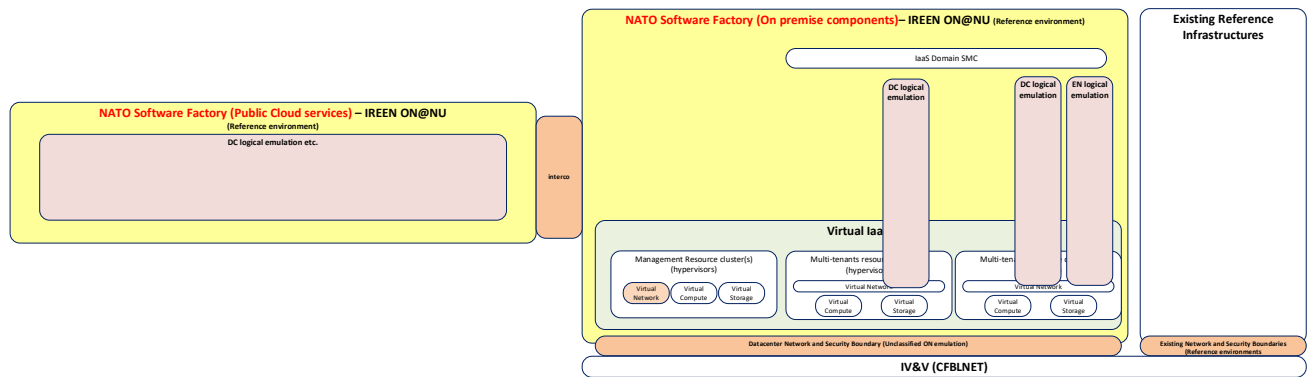 NATO Software Factory (Public Cloud services) – IREEN ON@NU
(Reference environment)
DC logical emulation etc.
interco
NATO Software Factory (On premise components)– IREEN ON@NU (Reference environment)
IaaS Domain SMC
DC logical
emulation
DC logical
emulation
EN logical
emulation
Virtual Iaa
Management Resource cluster(s)
(hypervisors)
Virtual
Network
Virtual
Compute
Virtual
Storage
Multi-tenants resou
(hyperviso
Virtual Network
Virtual
Compute
Virtual
Storage
Multi-tena
Virtual Network
Virtual
Compute
Virtual
Storage
Datacenter Network and Security Boundary (Unclassified ON emulation)
Existing Reference
Infrastructures
Existing Network and Security Boundaries
(Reference environments
IV&V (CFBLNET)